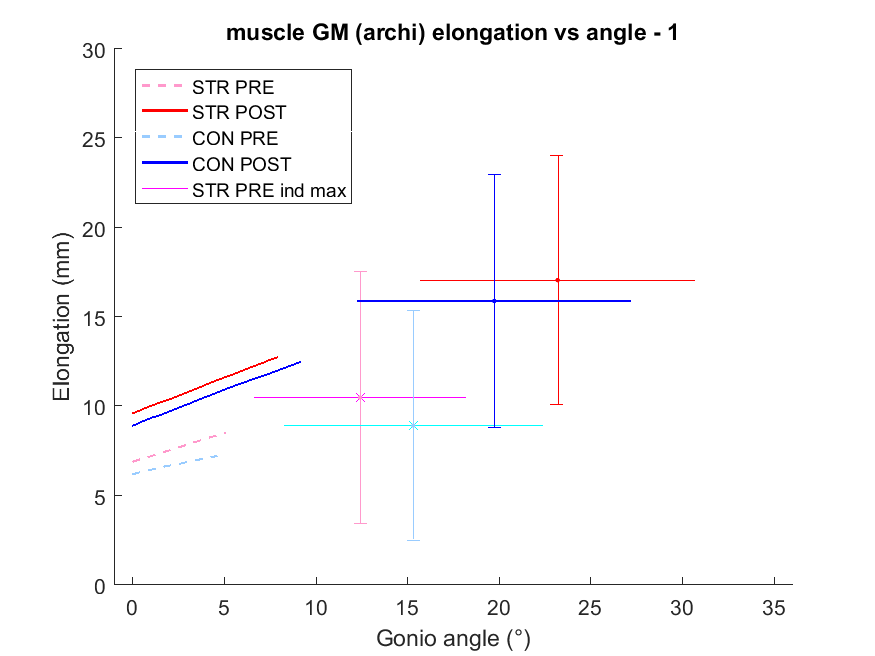 muscle GM (archi) elongation vs angle - 1
30
25
20
15
10
5
0
Elongation (mm)
STR PRE
STR POST
CON PRE
CON POST
STR PRE ind max
0 5 10 15 20 25 30 35
Gonio angle (°)